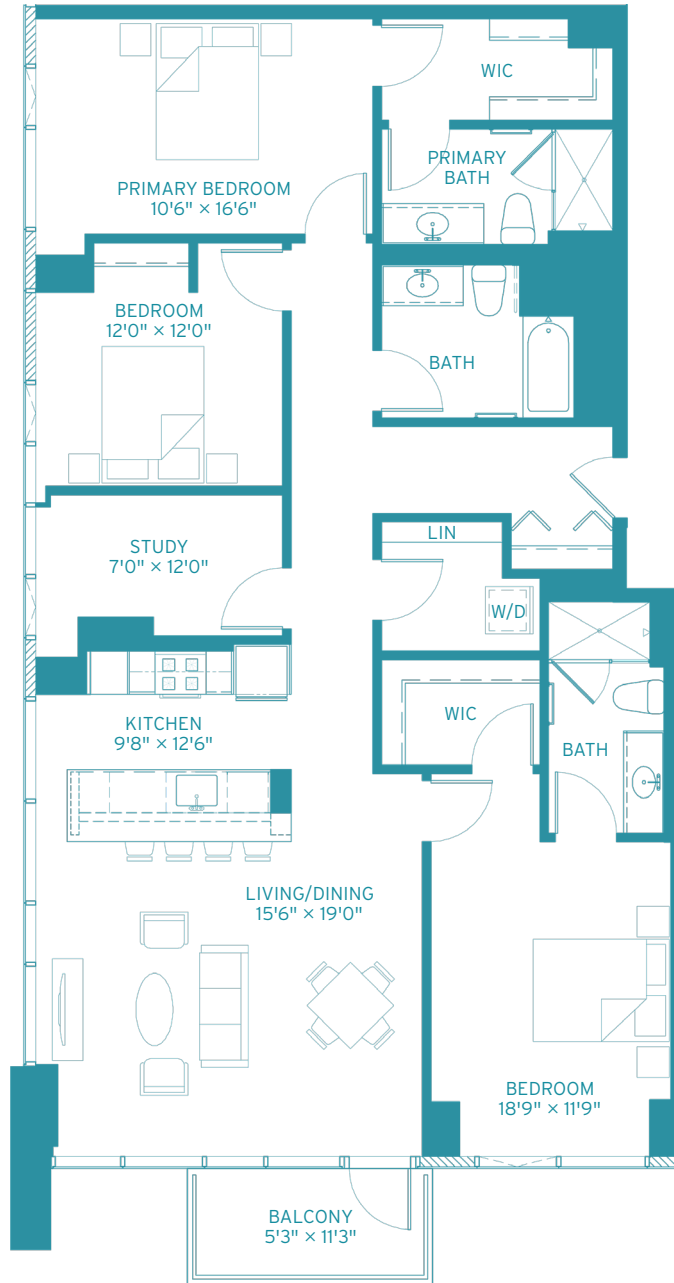 WIC
PRIMARY
BATH
PRIMARY BEDROOM
10'6" × 16'6"
BEDROOM
12'0" × 12'0"
BATH
LIN
STUDY
7'0" × 12'0"
W/D
WIC
KITCHEN
9'8" × 12'6"
BATH
LIVING/DINING
15'6" × 19'0"
BEDROOM
18'9" × 11'9"
BALCONY
5'3" × 11'3"